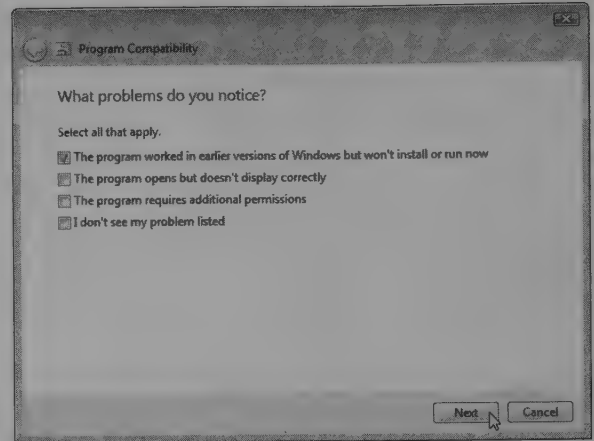 Program Compatibility
What problems do you notice?
Select all that apply.
The program worked in earlier versions of Windows but won't install or run now
The program opens but doesn't display correctly
The program requires additional permissions
I don't see my problem listed
Next
Cancel